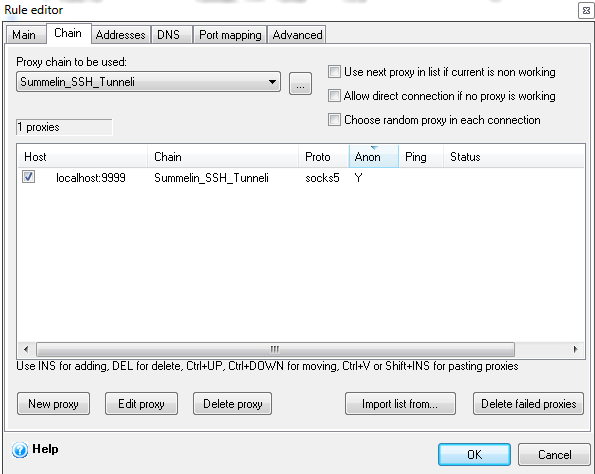 Rule editor
Main Chain Addresses DNS Port mapping Advanced
Proxy chain to be used:
Summelin_SSH_Tunneli ...
Use next proxy in list if current is non working
Allow direct connection if no proxy is working
Choose random proxy in each connection
1 proxies
Host Chain Proto Anon Ping Status
localhost:9999 Summelin_SSH_Tunneli socks5 Y
Use INS for adding, DEL for delete, Ctrl+UP, Ctrl+DOWN for moving, Ctrl+V or Shift+INS for pasting proxies
New proxy Edit proxy Delete proxy Import list from... Delete failed proxies
Help
OK Cancel